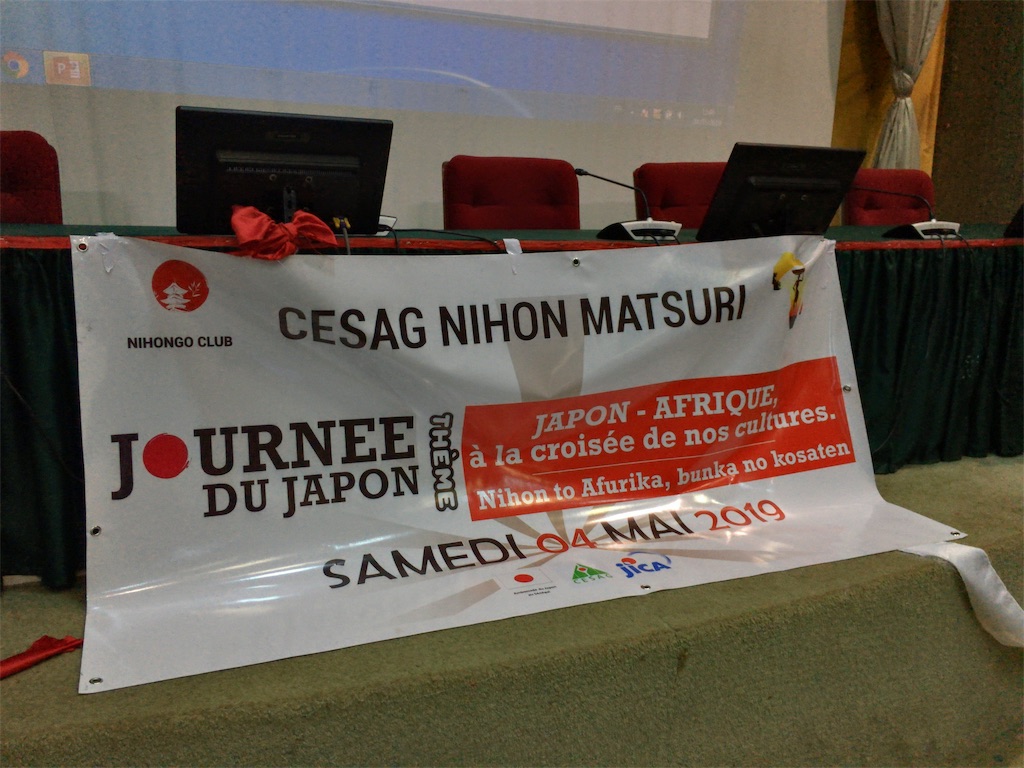 NIHONGO CLUB
CESAG NIHON MATSURI
JOURNEE
DU JAPON
THÈME
JAPON - AFRIQUE,
à la croisée de nos cultures.
Nihon to Afurika, bunka no kosaten
SAMEDI 04 MAI 2019
CESAG
jICA